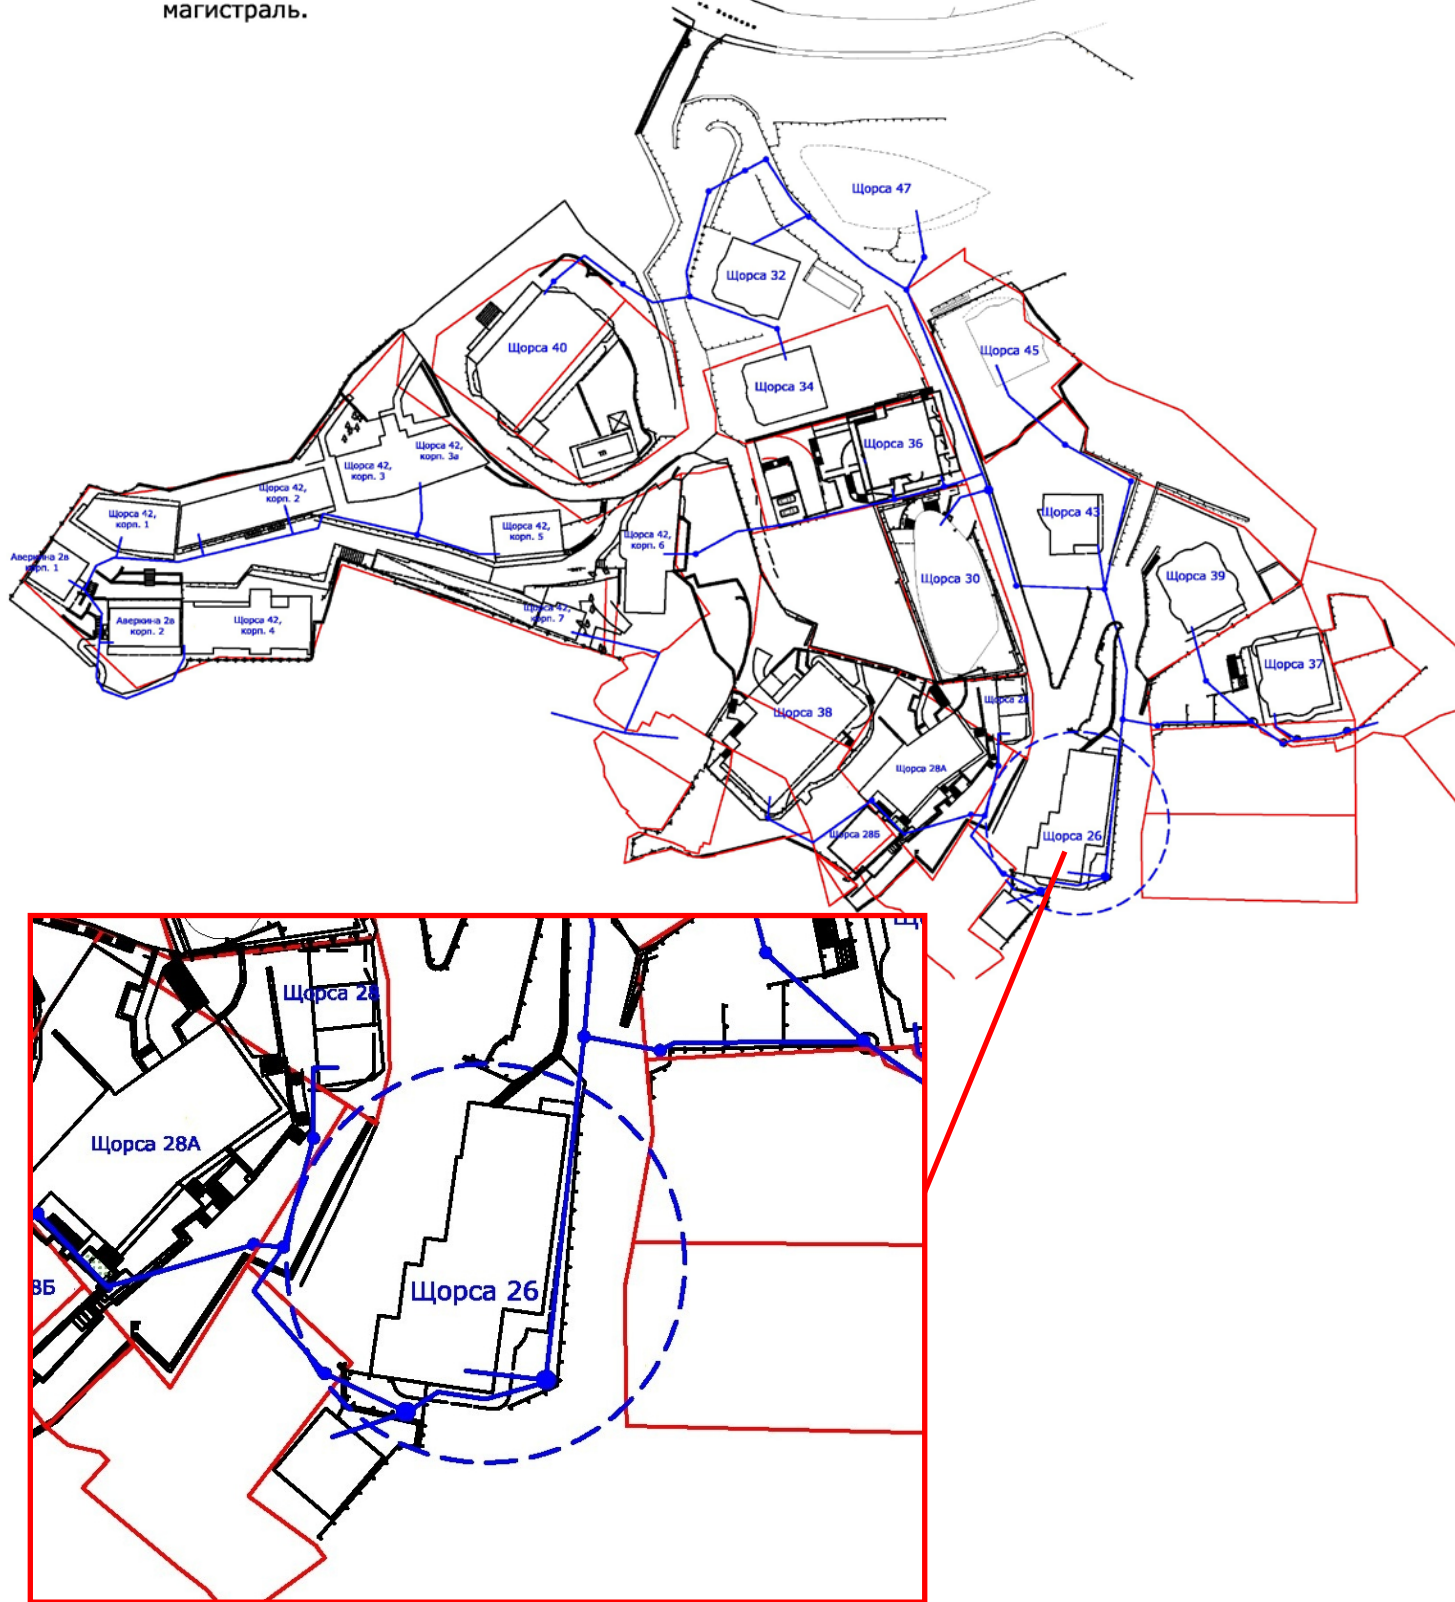 магистраль.
Щорса 47
Щорса 32
Щорса 40
Щорса 45
Щорса 34
Щорса 36
Щорса 42,
корп. 3а
Щорса 42,
корп. 3
Щорса 42,
корп. 2
Щорса 42,
корп. 1
Щорса 42,
корп. 5
Щорса 42,
корп. 6
Щорса 43
Аверкина 2в
корп. 1
Щорса 30
Щорса 39
Аверкина 2в
корп. 2
Щорса 42,
корп. 4
Щорса 42,
корп. 7
Щорса 37
Щорса 28
Щорса 38
Щорса 28А
Щорса 28Б
Щорса 26
Щорса 28
Щорса 28А
8Б
Щорса 26